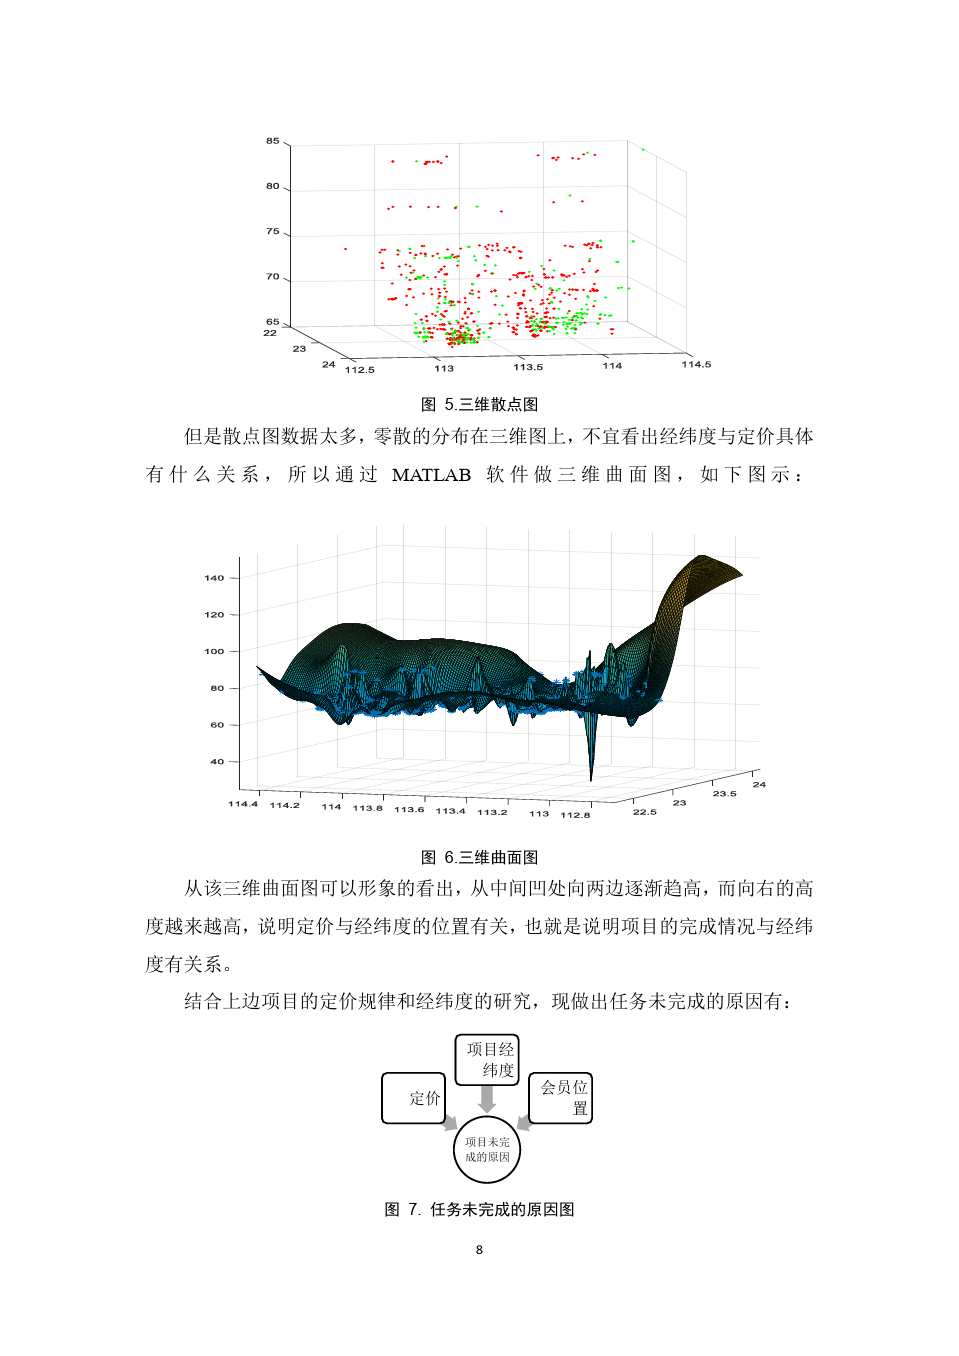 85
80
75
70
65
22
23
24
112.5
113
113.5
114
114.5
图 5.三维散点图
但是散点图数据太多，零散的分布在三维图上，不宜看出经纬度与定价具体
有什么关系，所以通过 MATLAB 软件做三维曲面图，如下图示：
140
120
100
80
60
40
114.4 114.2 114 113.8 113.6 113.4 113.2 113 112.8
22.5
23
23.5
24
图 6.三维曲面图
从该三维曲面图可以形象的看出，从中间凹处向两边逐渐趋高，而向右的高
度越来越高，说明定价与经纬度的位置有关，也就是说明项目的完成情况与经纬
度有关系。
结合上边项目的定价规律和经纬度的研究，现做出任务未完成的原因有：
项目经
纬度
定价
会员位
置
项目未完
成的原因
图 7. 任务未完成的原因图
8